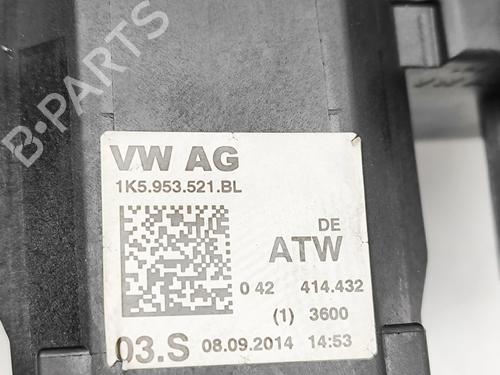 B-PARTS
VW AG
1K5.953.521.BL
DE
ATW
0 42 414.432
(1) 3600
03.S 08.09.2014 14:53